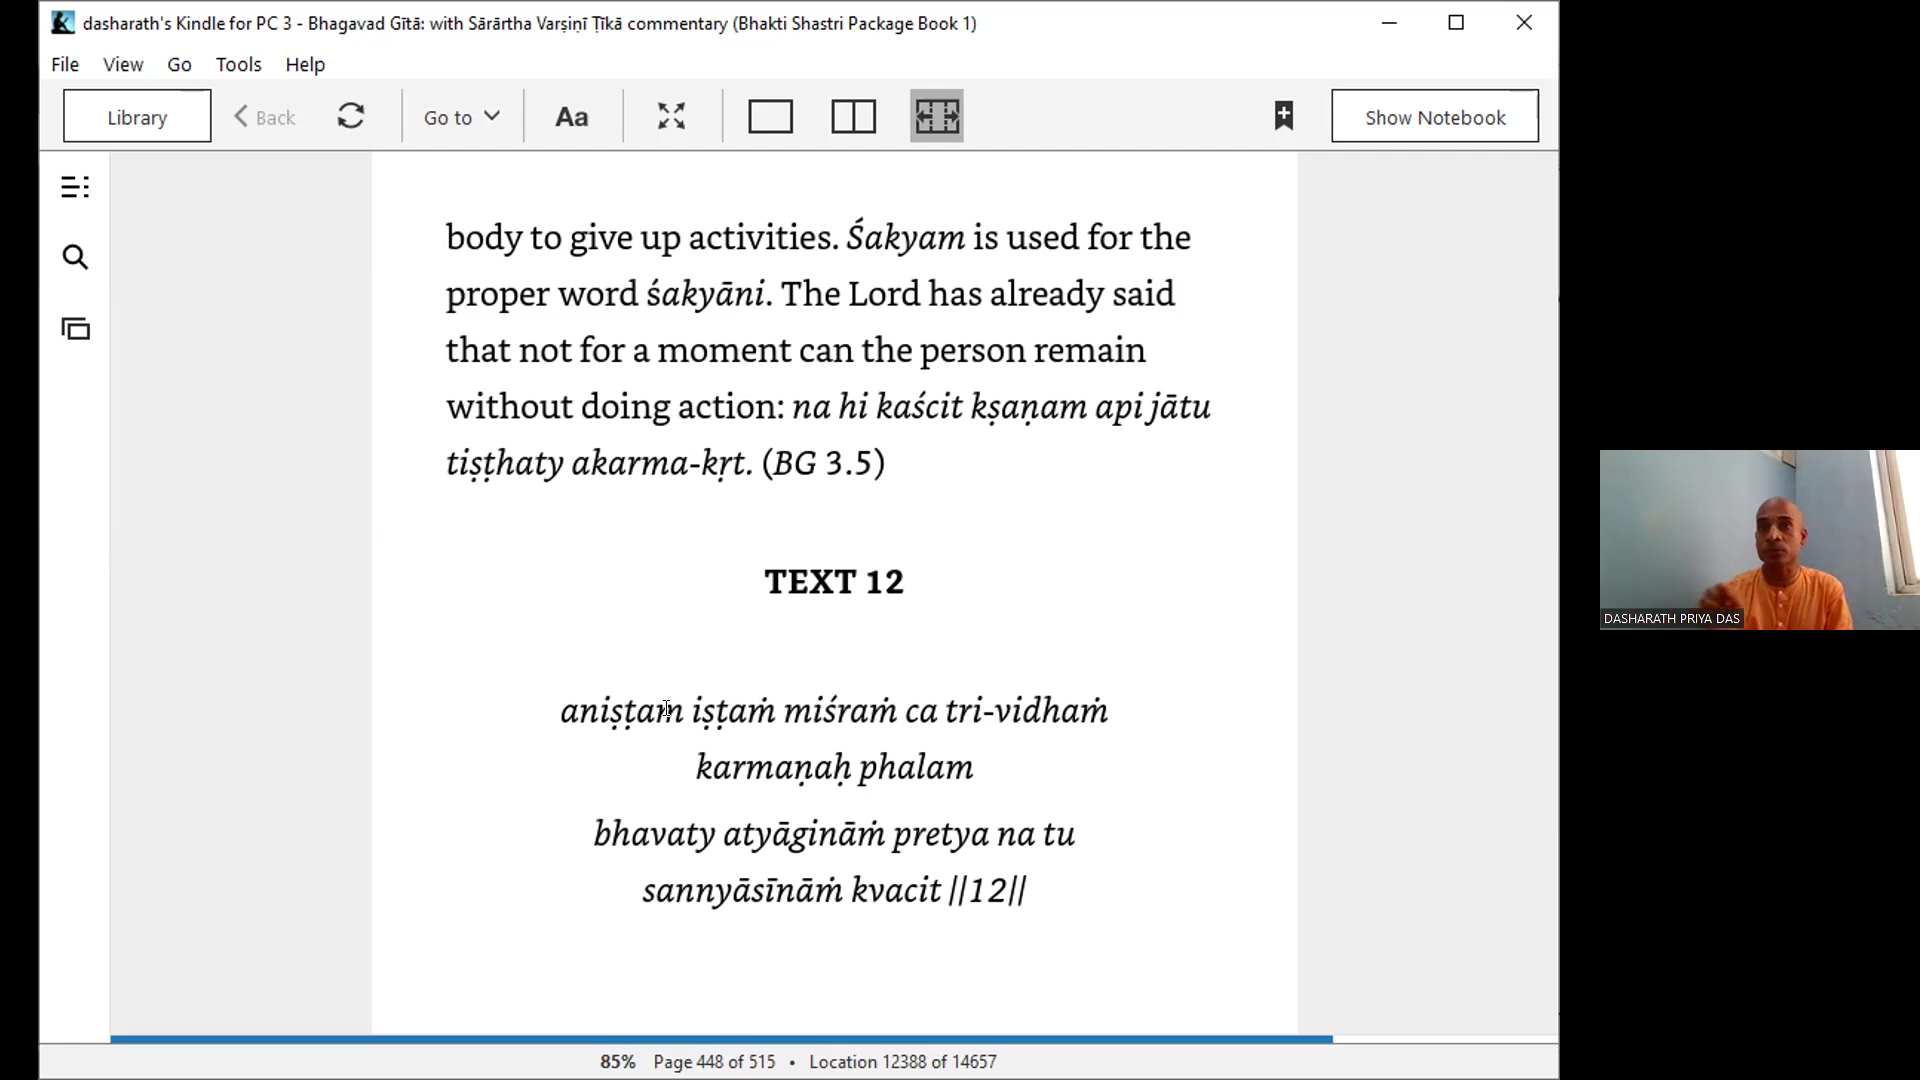 dasharath's Kindle for PC 3 - Bhagavad Gītā: with Sārārtha Varṣiṇī Ṭīkā commentary (Bhakti Shastri Package Book 1)
File View Go Tools Help
Library Back Go to Aa Show Notebook
body to give up activities. Śakyam is used for the
proper word śakyāni. The Lord has already said
that not for a moment can the person remain
without doing action: na hi kaścit kṣaṇam api jātu
tiṣṭhaty akarma-kṛt. (BG 3.5)
TEXT 12
aniṣṭam iṣṭaṁ miśraṁ ca tri-vidhaṁ
karmaṇaḥ phalam
bhavaty atyāgināṁ pretya na tu
sannyāsīnāṁ kvacit ||12||
85% Page 448 of 515 • Location 12388 of 14657
DASHARATH PRIYA DAS